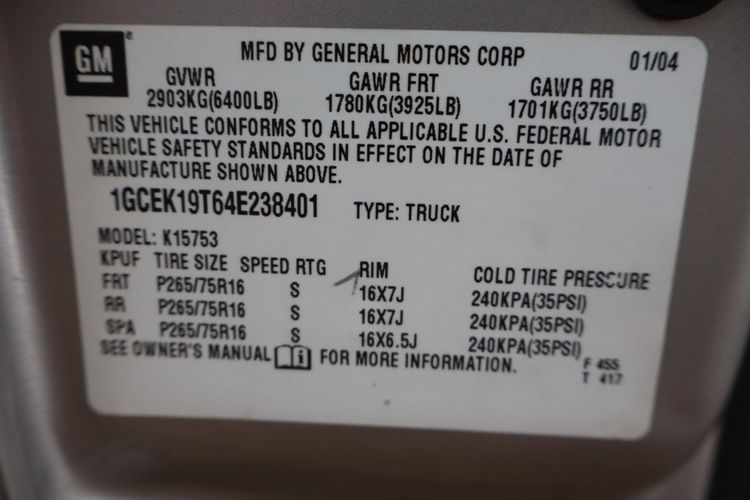 GM
MFD BY GENERAL MOTORS CORP 01/04
GVWR GAWR FRT GAWR RR
2903KG(6400LB) 1780KG(3925LB) 1701KG(3750LB)
THIS VEHICLE CONFORMS TO ALL APPLICABLE U.S. FEDERAL MOTOR
VEHICLE SAFETY STANDARDS IN EFFECT ON THE DATE OF
MANUFACTURE SHOWN ABOVE.
1GCEK19T64E238401 TYPE: TRUCK
MODEL: K15753
KPUF TIRE SIZE SPEED RTG RIM COLD TIRE PRESSURE
FRT P265/75R16 S 16X7J 240KPA(35PSI)
RR P265/75R16 S 16X7J 240KPA(35PSI)
SPA P265/75R16 S 16X6.5J 240KPA(35PSI)
SEE OWNER'S MANUAL FOR MORE INFORMATION.
F 455
T 417